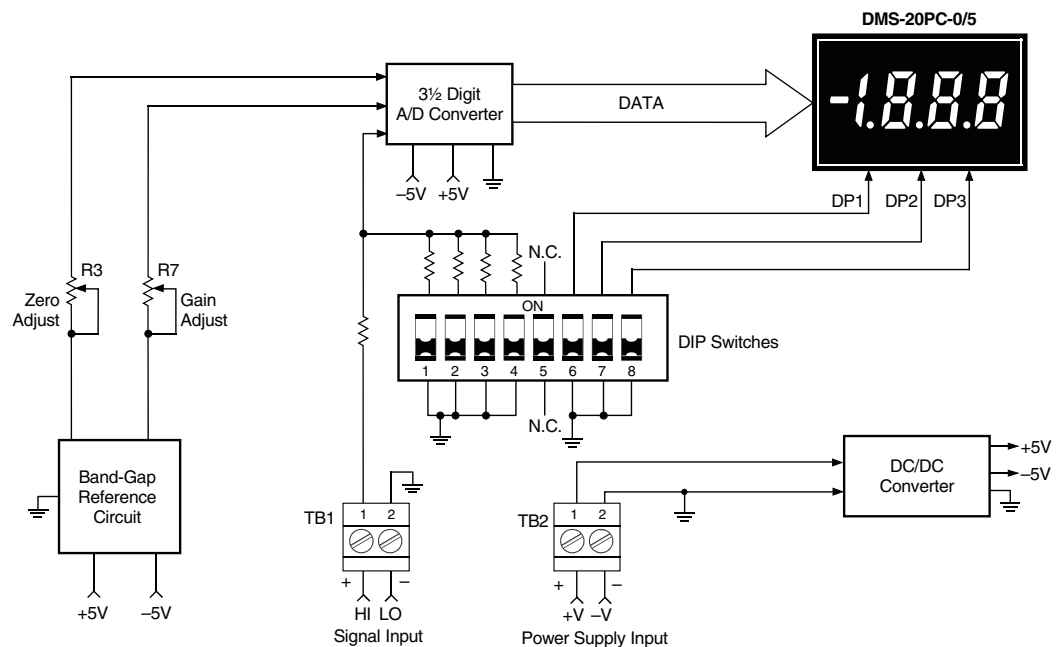 DMS-20PC-0/5
3½ Digit
A/D Converter
DATA
-1.8.8.8
–5V
+5V
DP1
DP2
DP3
R3
R7
Zero
Adjust
Gain
Adjust
N.C.
ON
DIP Switches
1 2 3 4 5 6 7 8
N.C.
Band-Gap
Reference
Circuit
+5V
–5V
TB1
1 2
+ –
HI LO
Signal Input
TB2
1 2
+ –
+V –V
Power Supply Input
DC/DC
Converter
+5V
–5V